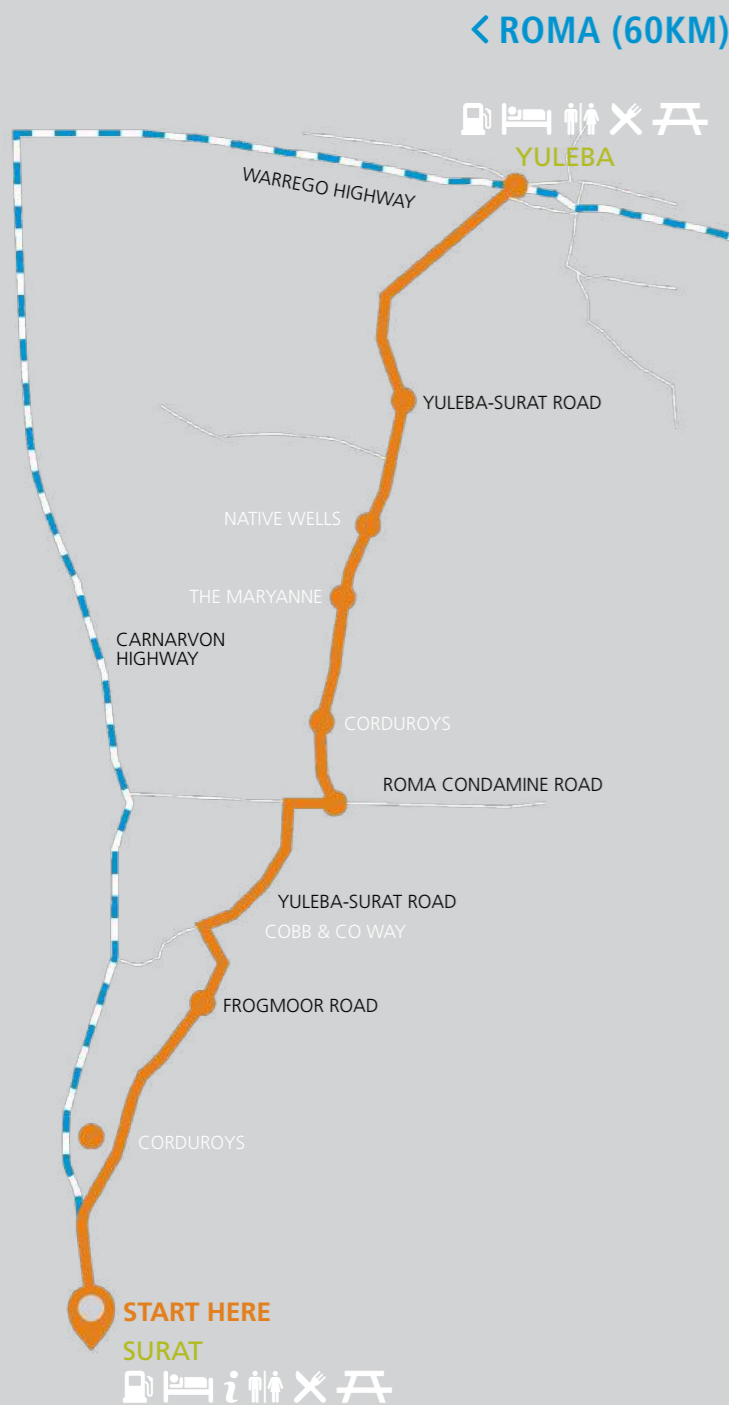 < ROMA (60KM)
YULEBA
WARREGO HIGHWAY
YULEBA-SURAT ROAD
NATIVE WELLS
THE MARYANNE
CARNARVON
HIGHWAY
CORDUROYS
ROMA CONDAMINE ROAD
YULEBA-SURAT ROAD
COBB & CO WAY
FROGMOOR ROAD
CORDUROYS
START HERE
SURAT
i